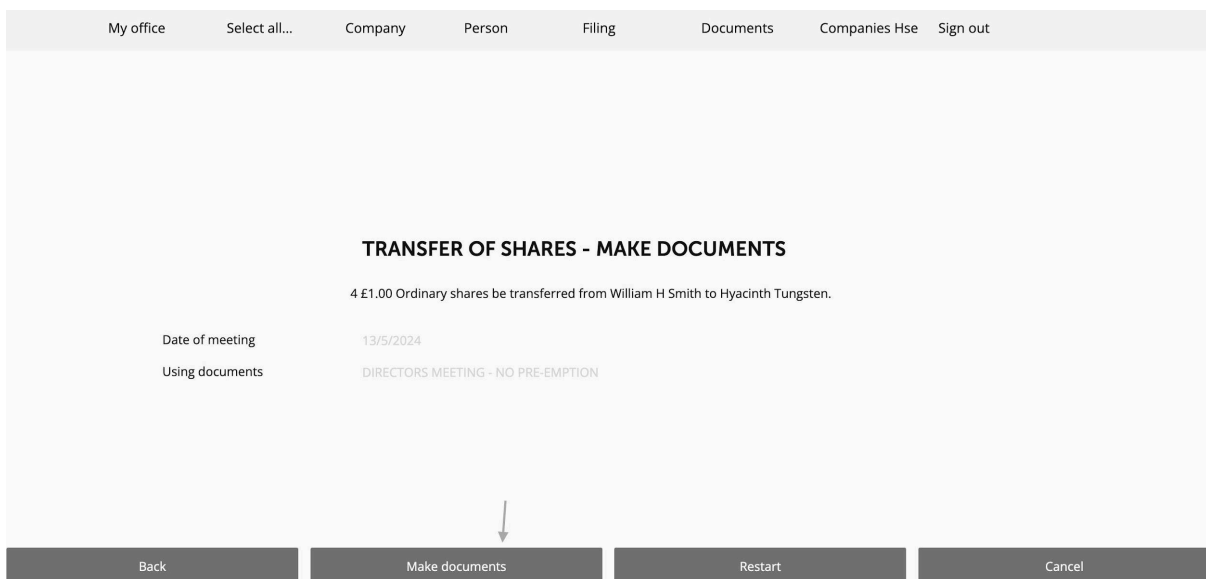 My office Select all... Company Person Filing Documents Companies Hse Sign out
TRANSFER OF SHARES - MAKE DOCUMENTS
4 £1.00 Ordinary shares be transferred from William H Smith to Hyacinth Tungsten.
Date of meeting 13/5/2024
Using documents DIRECTORS MEETING - NO PRE-EMPTION
Back Make documents Restart Cancel